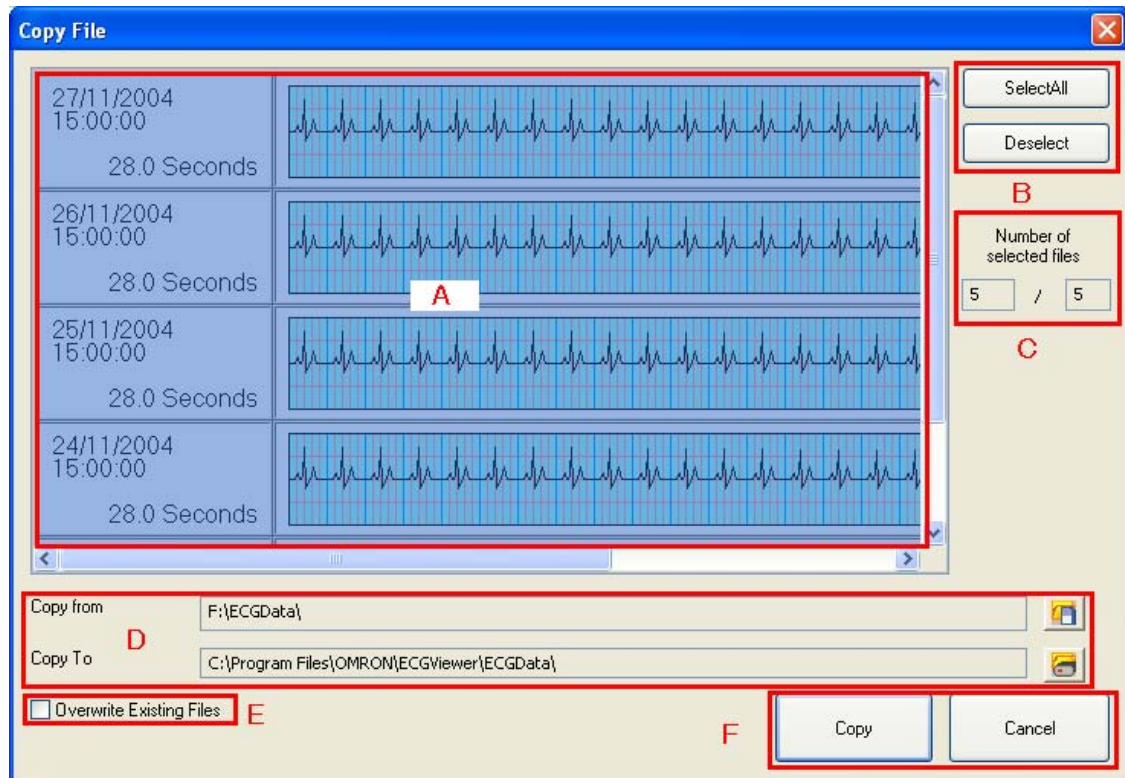 Copy File
27/11/2004
15:00:00
28.0 Seconds
26/11/2004
15:00:00
28.0 Seconds
A
25/11/2004
15:00:00
28.0 Seconds
24/11/2004
15:00:00
28.0 Seconds
SelectAll
Deselect
B
Number of
selected files
5 / 5
C
Copy from F:\ECGData\
D
Copy To C:\Program Files\OMRON\ECGViewer\ECGData\
Overwrite Existing Files E
F Copy Cancel